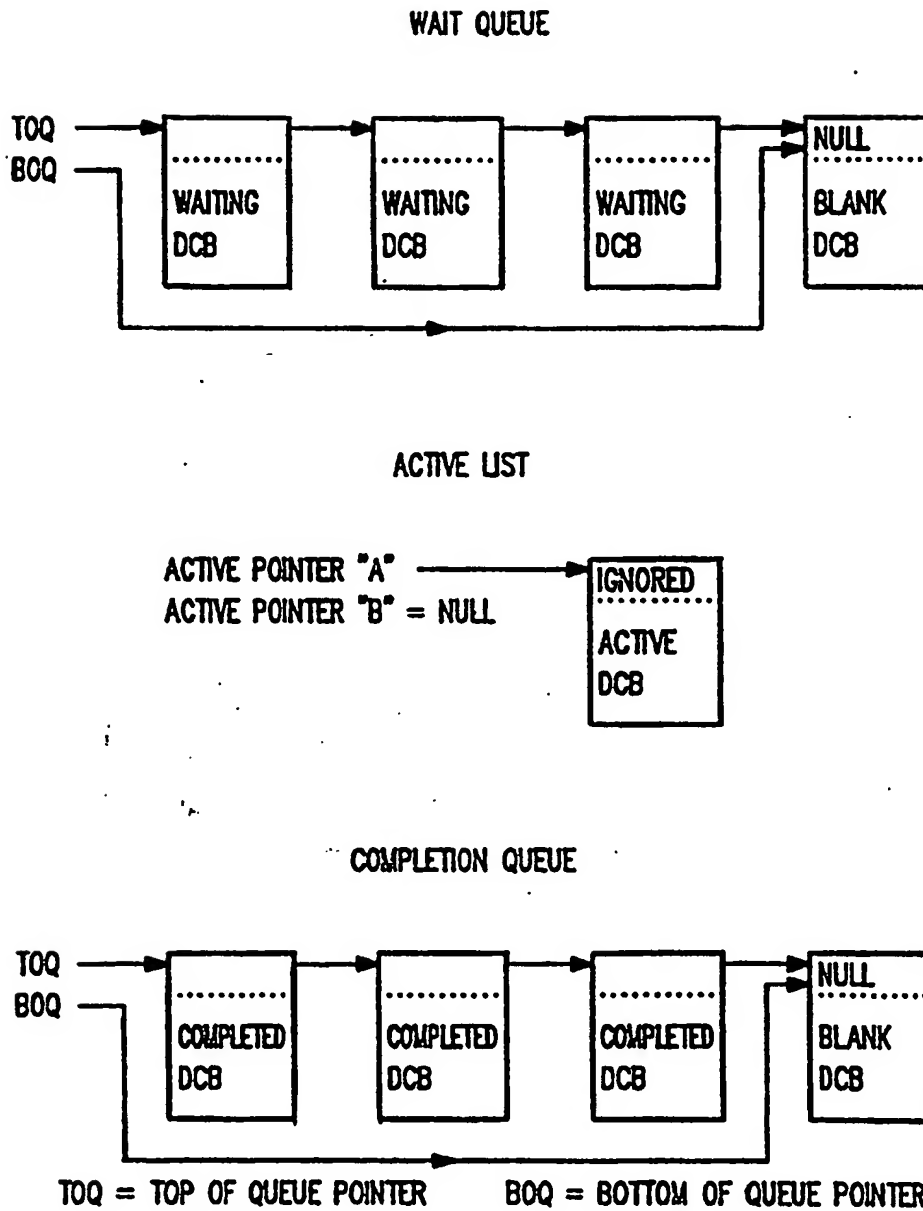 WAIT QUEUE
TOQ
BOQ
WAITING
DCB
WAITING
DCB
WAITING
DCB
NULL
BLANK
DCB
ACTIVE LIST
ACTIVE POINTER "A"
ACTIVE POINTER "B" = NULL
IGNORED
ACTIVE
DCB
COMPLETION QUEUE
TOQ
BOQ
COMPLETED
DCB
COMPLETED
DCB
COMPLETED
DCB
NULL
BLANK
DCB
TOQ = TOP OF QUEUE POINTER
BOQ = BOTTOM OF QUEUE POINTER